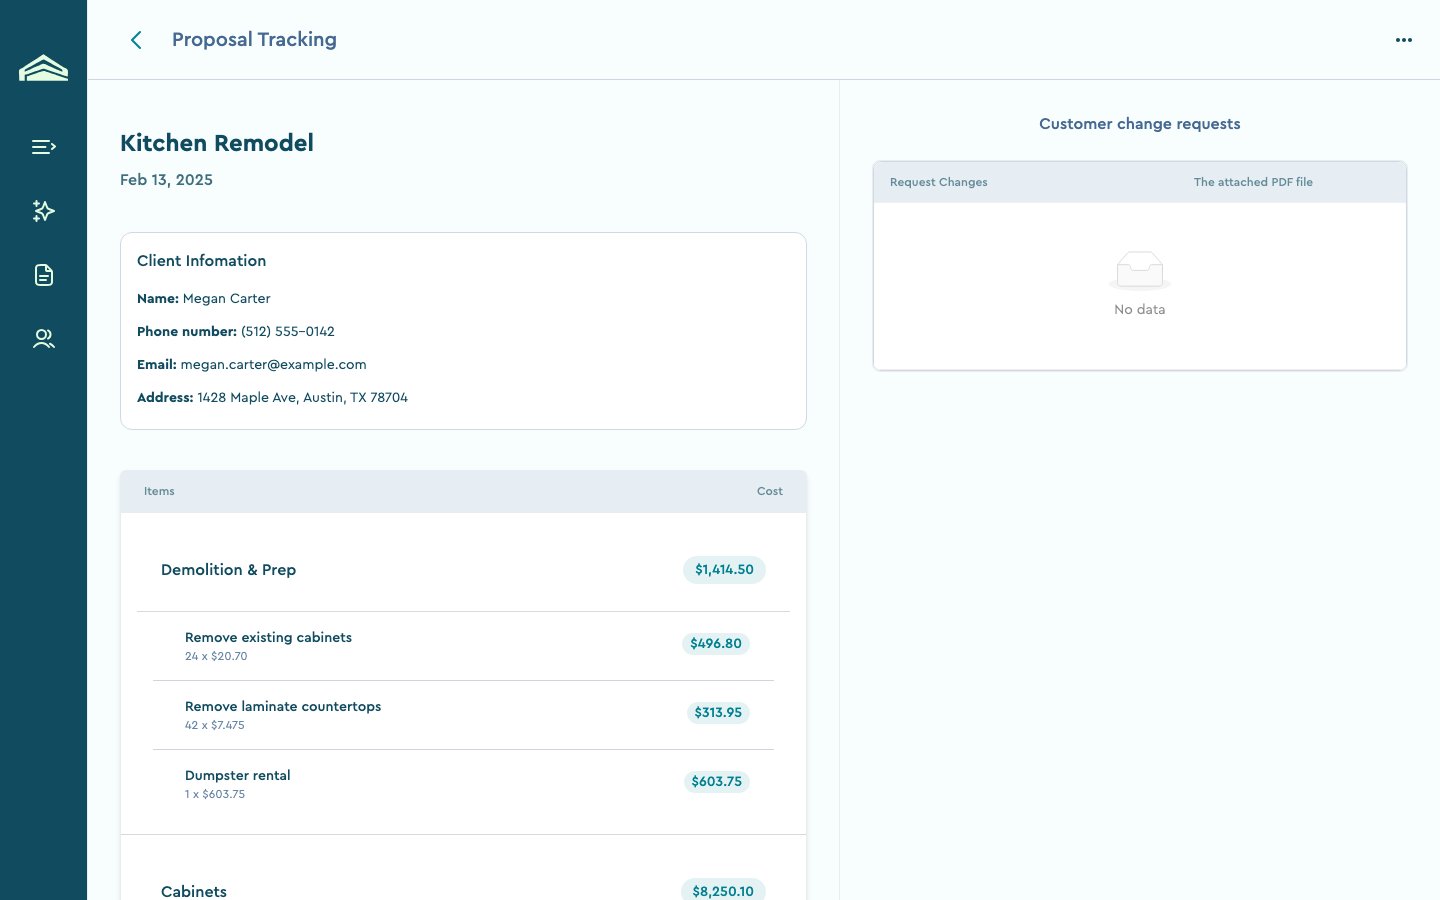 Proposal Tracking
Kitchen Remodel
Feb 13, 2025
Client Infomation
Name: Megan Carter
Phone number: (512) 555-0142
Email: megan.carter@example.com
Address: 1428 Maple Ave, Austin, TX 78704
Items Cost
Demolition & Prep $1,414.50
Remove existing cabinets $496.80
24 x $20.70
Remove laminate countertops $313.95
42 x $7.475
Dumpster rental $603.75
1 x $603.75
Cabinets $8,250.10
Customer change requests
Request Changes The attached PDF file
No data